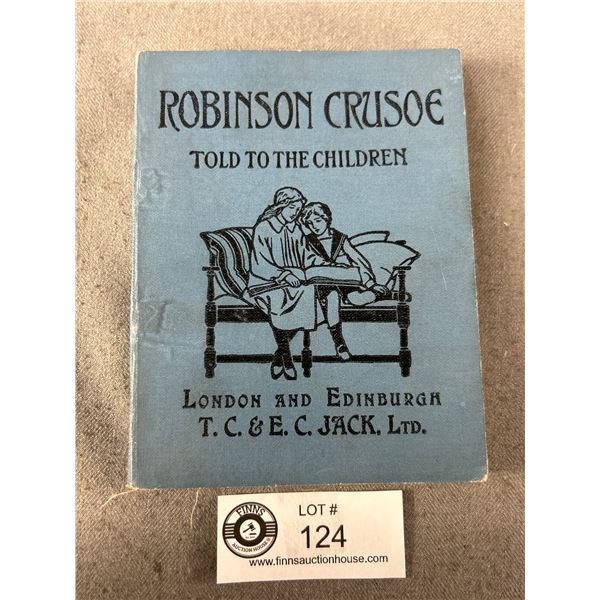 ROBINSON CRUSOE
TOLD TO THE CHILDREN
LONDON AND EDINBURGH
T. C. & E. C. JACK, LTD.
FINNS
AUCTION HOUSE
LOT #
124
www.finnsauctionhouse.com